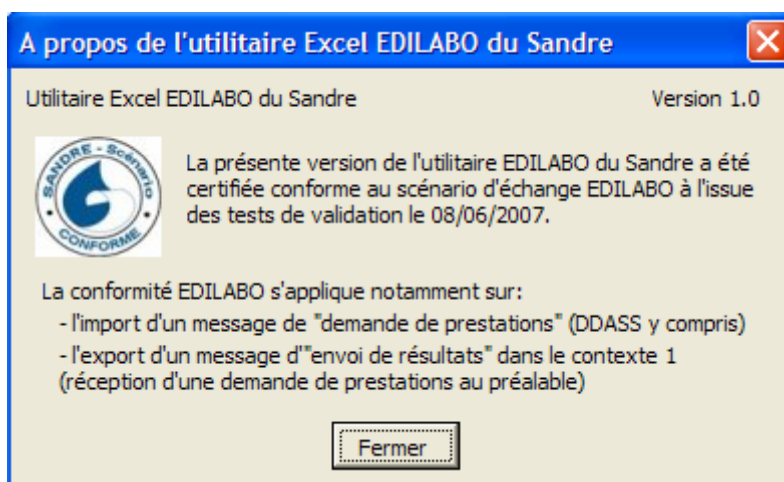 A propos de l'utilitaire Excel EDILABO du Sandre
Utilitaire Excel EDILABO du Sandre Version 1.0
SANDRE - Scénario
CONFORME
La présente version de l'utilitaire EDILABO du Sandre a été
certifiée conforme au scénario d'échange EDILABO à l'issue
des tests de validation le 08/06/2007.
La conformité EDILABO s'applique notamment sur:
- l'import d'un message de "demande de prestations" (DDASS y compris)
- l'export d'un message d'"envoi de résultats" dans le contexte 1
(réception d'une demande de prestations au préalable)
Fermer